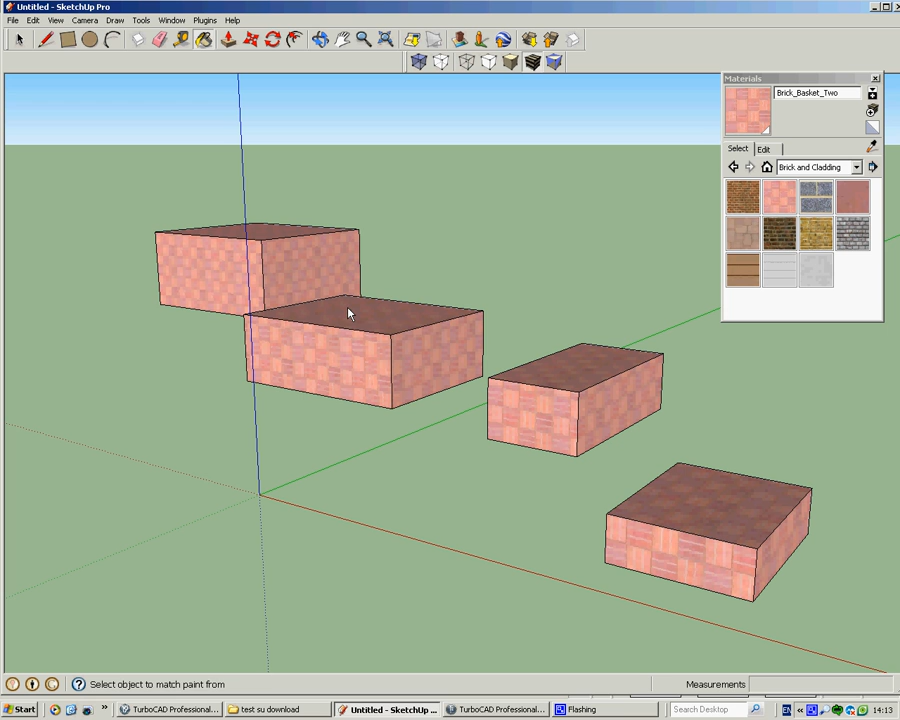 Untitled - SketchUp Pro
File Edit View Camera Draw Tools Window Plugins Help
Materials
Brick_Basket_Two
Select Edit
Brick and Cladding
Select object to match paint from
Measurements
Start
TurboCAD Professional...
test su download
Untitled - SketchUp ...
TurboCAD Professional...
Flashing
Search Desktop
EN
14:13